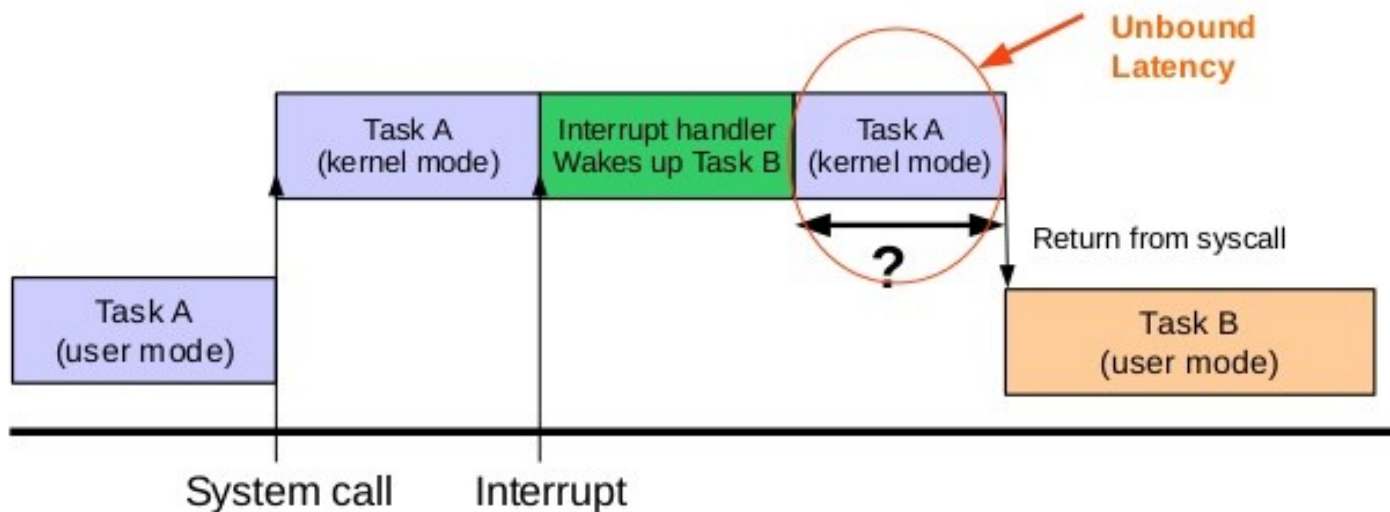 Unbound
Latency
Task A
(kernel mode)
Interrupt handler
Wakes up Task B
Task A
(kernel mode)
?
Return from syscall
Task A
(user mode)
Task B
(user mode)
System call
Interrupt